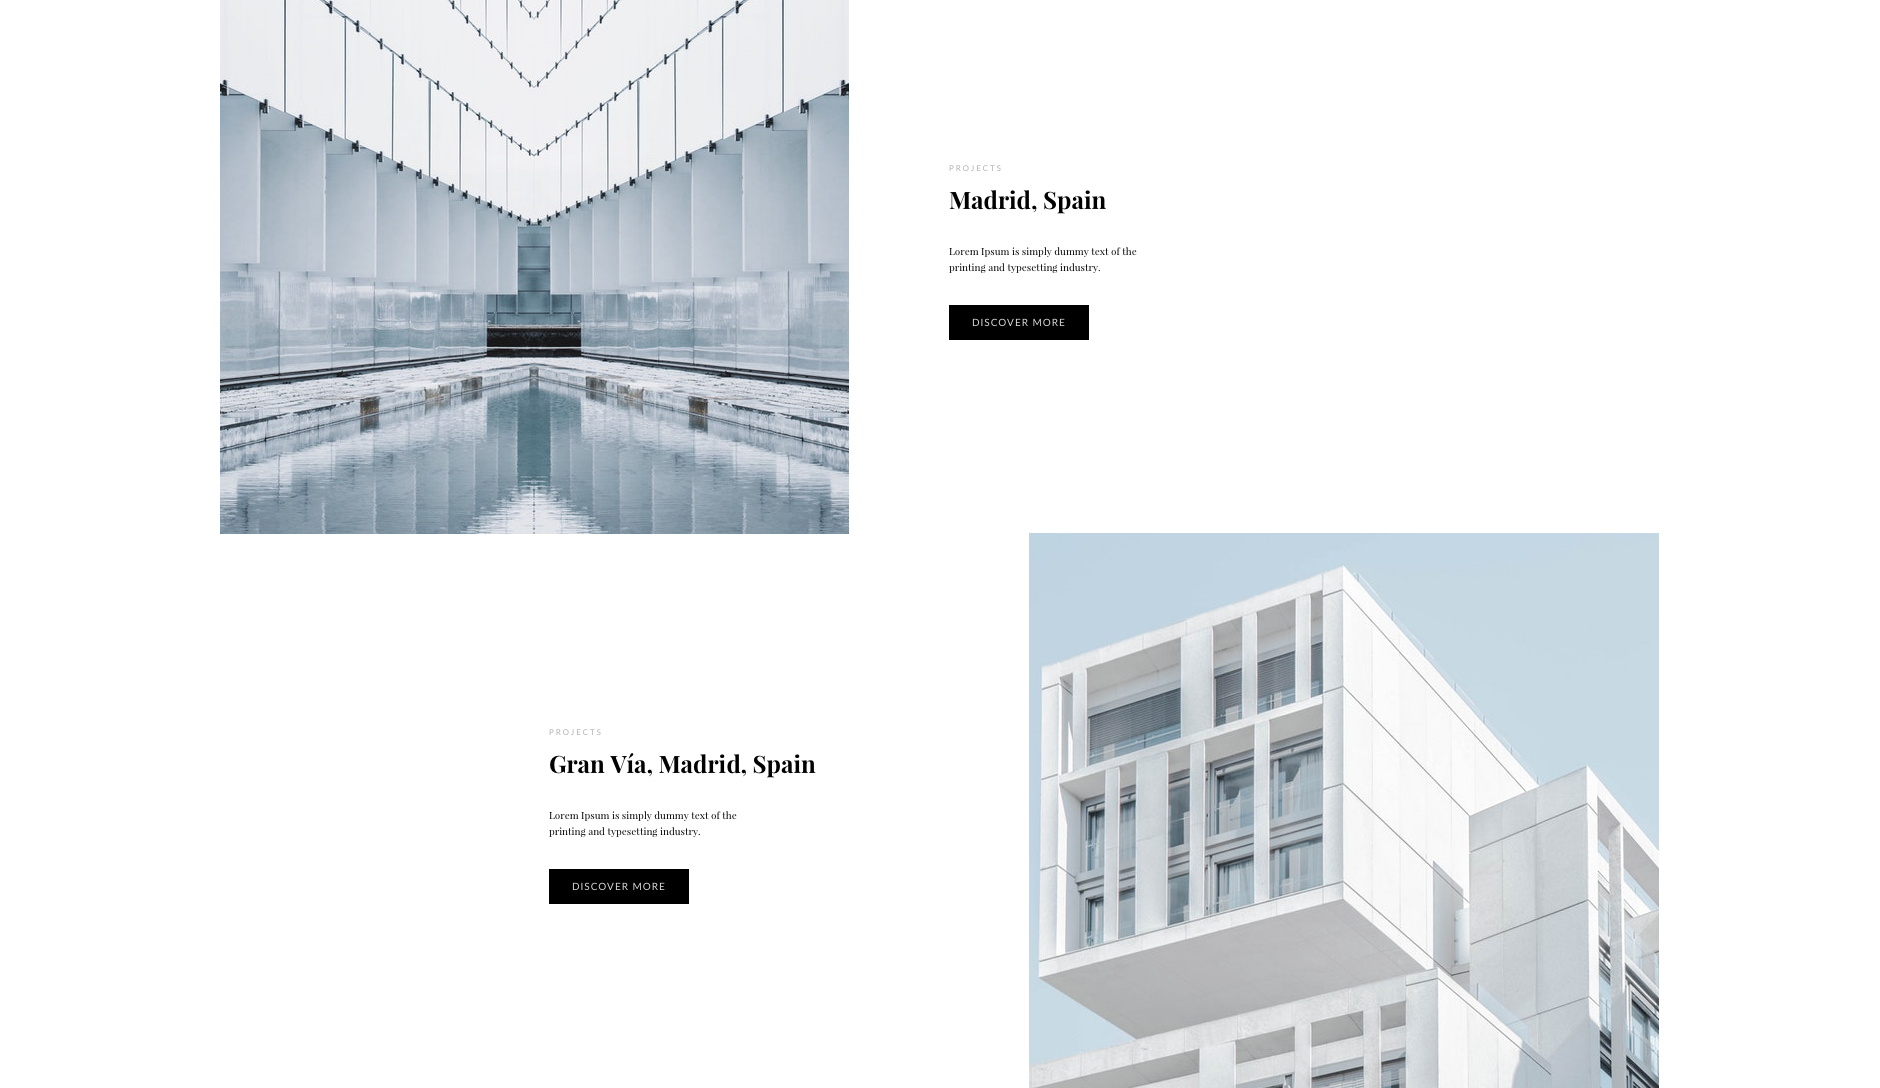 PROJECTS
Madrid, Spain
Lorem Ipsum is simply dummy text of the
printing and typesetting industry.
DISCOVER MORE
PROJECTS
Gran Vía, Madrid, Spain
Lorem Ipsum is simply dummy text of the
printing and typesetting industry.
DISCOVER MORE